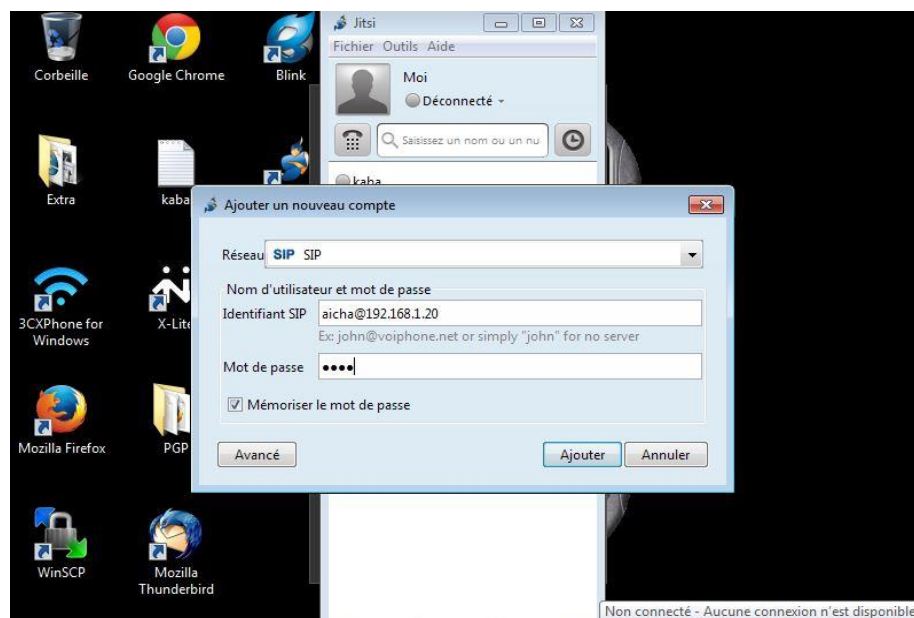 Corbeille
Google Chrome
Blink
Extra
kaba
3CXPhone for
Windows
X-Lite
Mozilla Firefox
PGP
WinSCP
Mozilla
Thunderbird
Jitsi
Fichier Outils Aide
Moi
Déconnecté
Saisissez un nom ou un nu
kaba
Ajouter un nouveau compte
Réseau SIP SIP
Nom d'utilisateur et mot de passe
Identifiant SIP aicha@192.168.1.20
Ex: john@voiphone.net or simply "john" for no server
Mot de passe ••••
Mémoriser le mot de passe
Avancé Ajouter Annuler
Non connecté - Aucune connexion n'est disponible